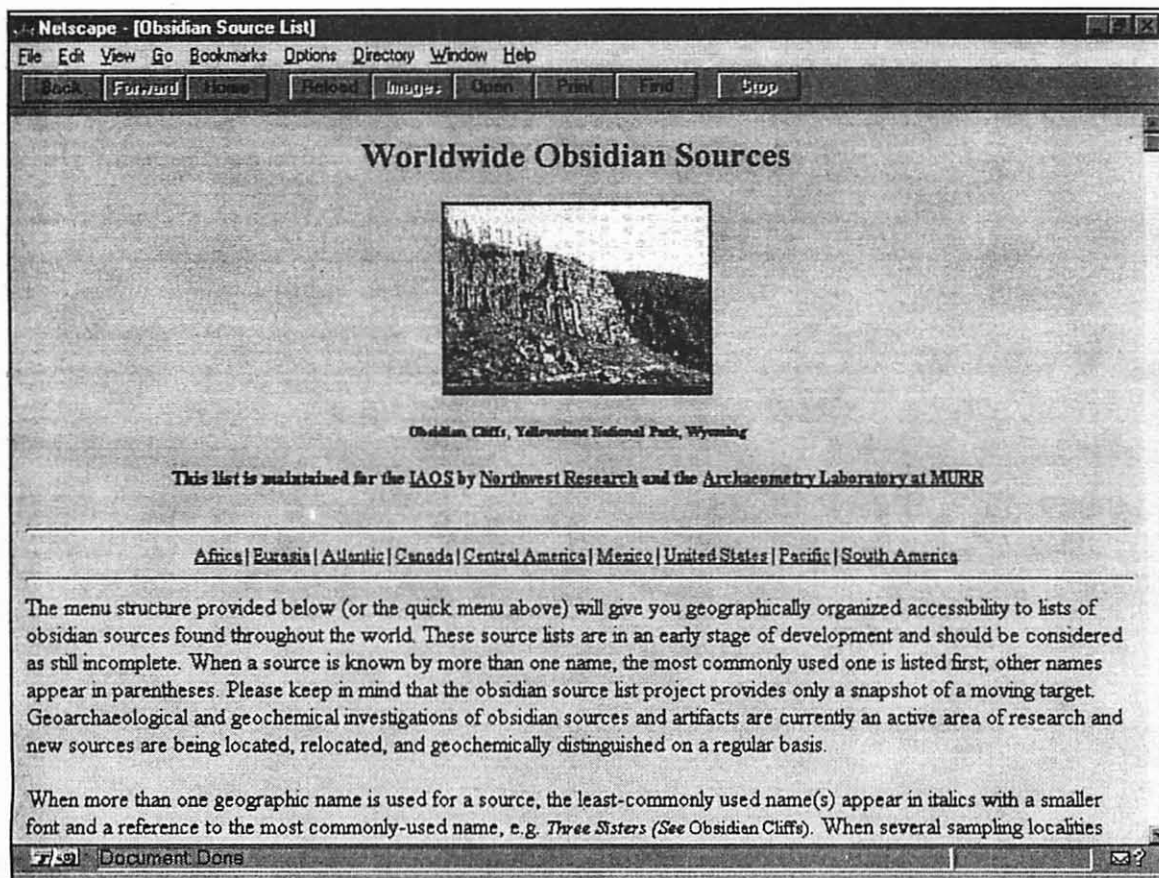 Netscape - [Obsidian Source List]
File Edit View Go Bookmarks Options Directory Window Help
Back Forward Home Reload Images Open Print Find Stop
Worldwide Obsidian Sources
Obsidian Cliffs, Yellowstone National Park, Wyoming
This list is maintained for the IAOS by Northwest Research and the Archaeometry Laboratory at MURR
Africa | Eurasia | Atlantic | Canada | Central America | Mexico | United States | Pacific | South America
The menu structure provided below (or the quick menu above) will give you geographically organized accessibility to lists of
obsidian sources found throughout the world. These source lists are in an early stage of development and should be considered
as still incomplete. When a source is known by more than one name, the most commonly used one is listed first; other names
appear in parentheses. Please keep in mind that the obsidian source list project provides only a snapshot of a moving target.
Geoarchaeological and geochemical investigations of obsidian sources and artifacts are currently an active area of research and
new sources are being located, relocated, and geochemically distinguished on a regular basis.
When more than one geographic name is used for a source, the least-commonly used name(s) appear in italics with a smaller
font and a reference to the most commonly-used name, e.g. Three Sisters (See Obsidian Cliffs). When several sampling localities
Document: Done